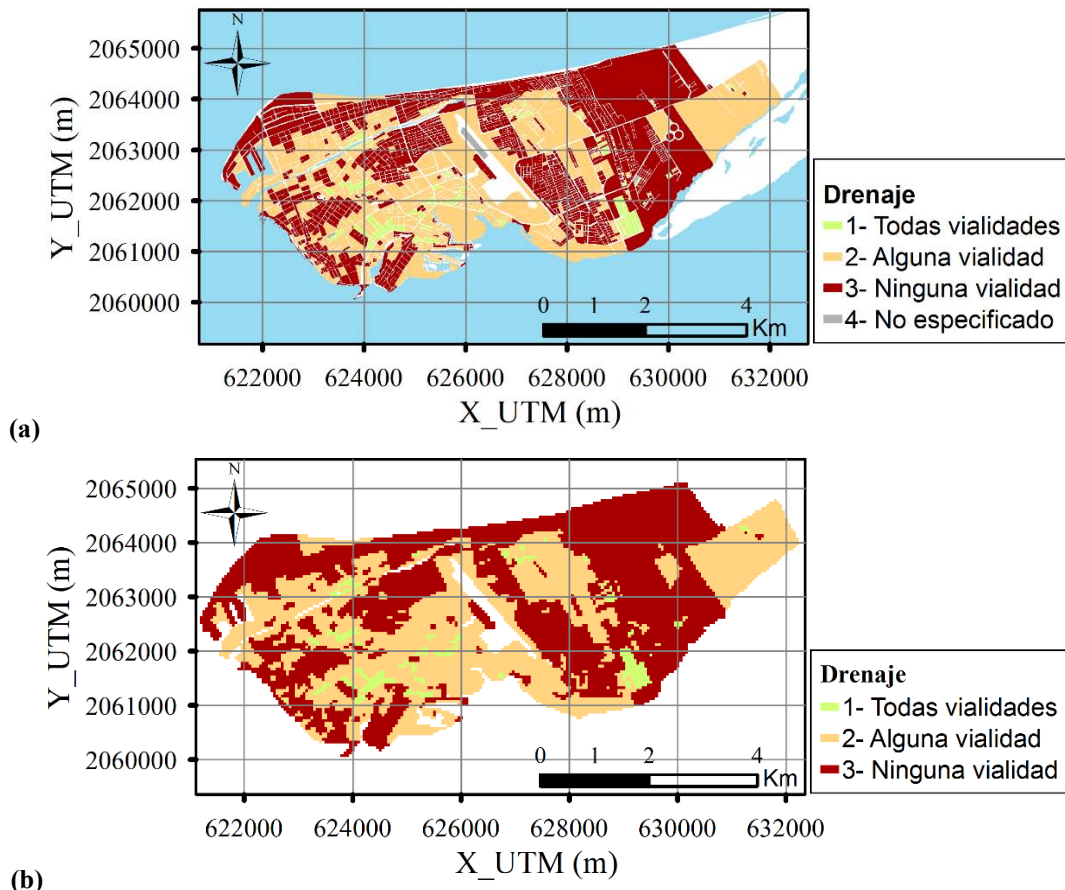 N
2065000
2064000
2063000
2062000
2061000
2060000
Y_UTM (m)
0 1 2 4
Km
622000 624000 626000 628000 630000 632000
X_UTM (m)
Drenaje
1- Todas vialidades
2- Alguna vialidad
3- Ninguna vialidad
4- No especificado
(a)
N
2065000
2064000
2063000
2062000
2061000
2060000
Y_UTM (m)
0 1 2 4
Km
622000 624000 626000 628000 630000 632000
X_UTM (m)
Drenaje
1- Todas vialidades
2- Alguna vialidad
3- Ninguna vialidad
(b)